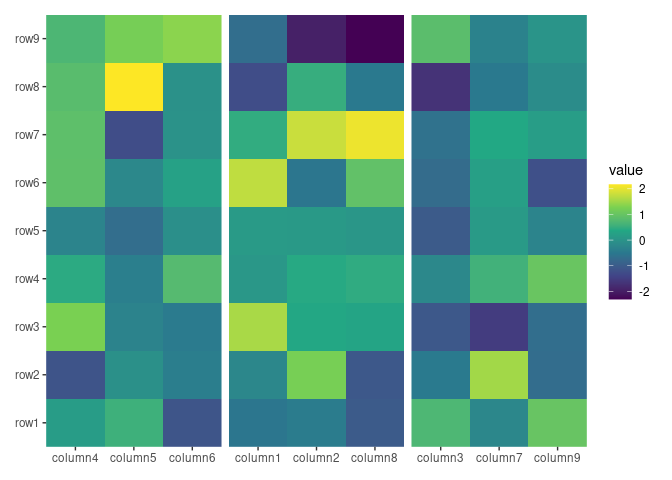 row9
row8
row7
row6
row5
row4
row3
row2
row1
column4 column5 column6 column1 column2 column8 column3 column7 column9
value
2
1
0
-1
-2